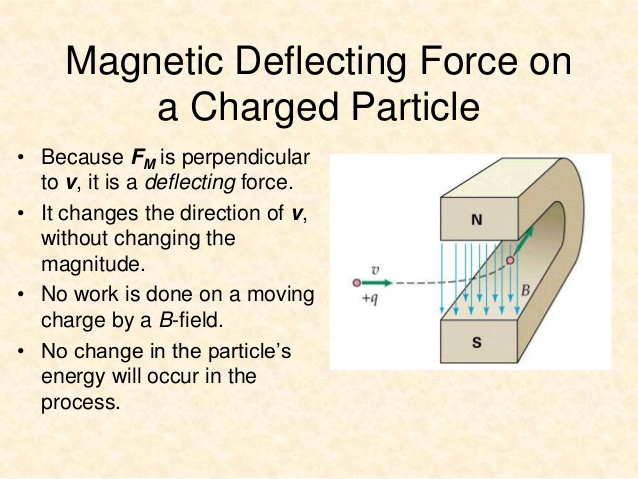 Magnetic Deflecting Force on
a Charged Particle
• Because FM is perpendicular
to v, it is a deflecting force.
• It changes the direction of v,
without changing the
magnitude.
• No work is done on a moving
charge by a B-field.
• No change in the particle's
energy will occur in the
process.
N
v
+q
B
S